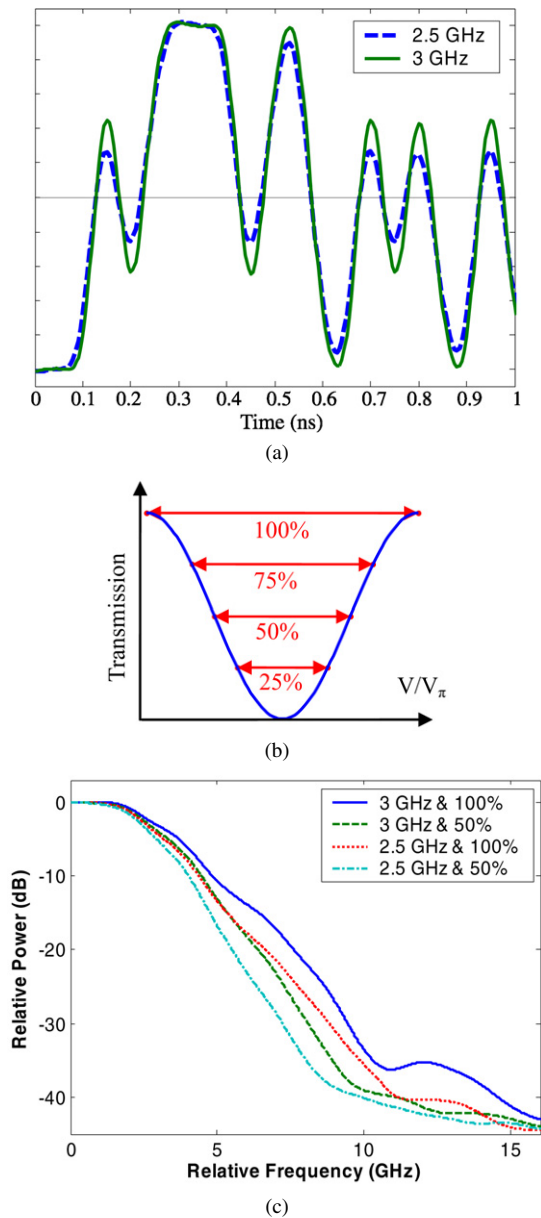 2.5 GHz
3 GHz
0 0.1 0.2 0.3 0.4 0.5 0.6 0.7 0.8 0.9 1
Time (ns)
(a)
Transmission
100%
75%
50%
25%
V/Vπ
(b)
3 GHz & 100%
3 GHz & 50%
2.5 GHz & 100%
2.5 GHz & 50%
Relative Power (dB)
0
-10
-20
-30
-40
0 5 10 15
Relative Frequency (GHz)
(c)